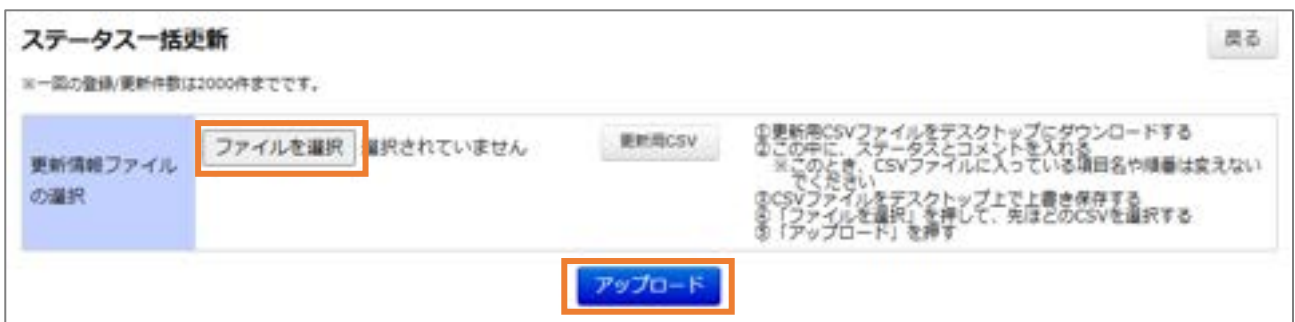 ステータス一括更新
戻る
※一回の登録/更新件数は2000件までです。
更新情報ファイル
の選択
ファイルを選択 選択されていません
更新用CSV
①更新用CSVファイルをデスクトップにダウンロードする
②この中に、ステータスとコメントを入れる
※このとき、CSVファイルに入っている項目名や順番は変えない
でください
③CSVファイルをデスクトップ上で上書き保存する
④「ファイルを選択」を押して、先ほどのCSVを選択する
⑤「アップロード」を押す
アップロード